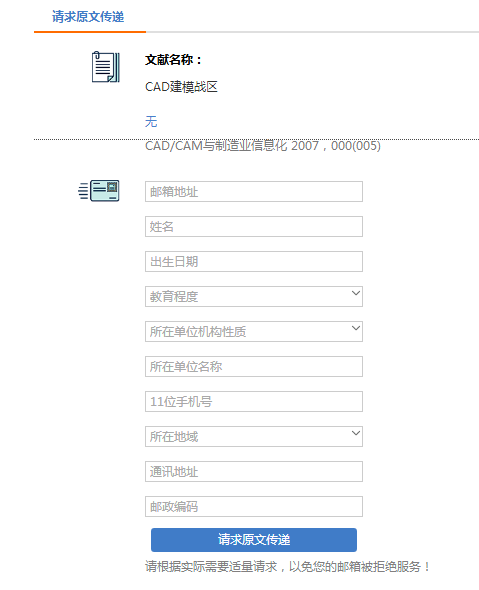 请求原文传递
文献名称：
CAD建模战区
无
CAD/CAM与制造业信息化 2007，000(005)
邮箱地址
姓名
出生日期
教育程度
所在单位机构性质
所在单位名称
11位手机号
所在地域
通讯地址
邮政编码
请求原文传递
请根据实际需要适量请求，以免您的邮箱被拒绝服务！